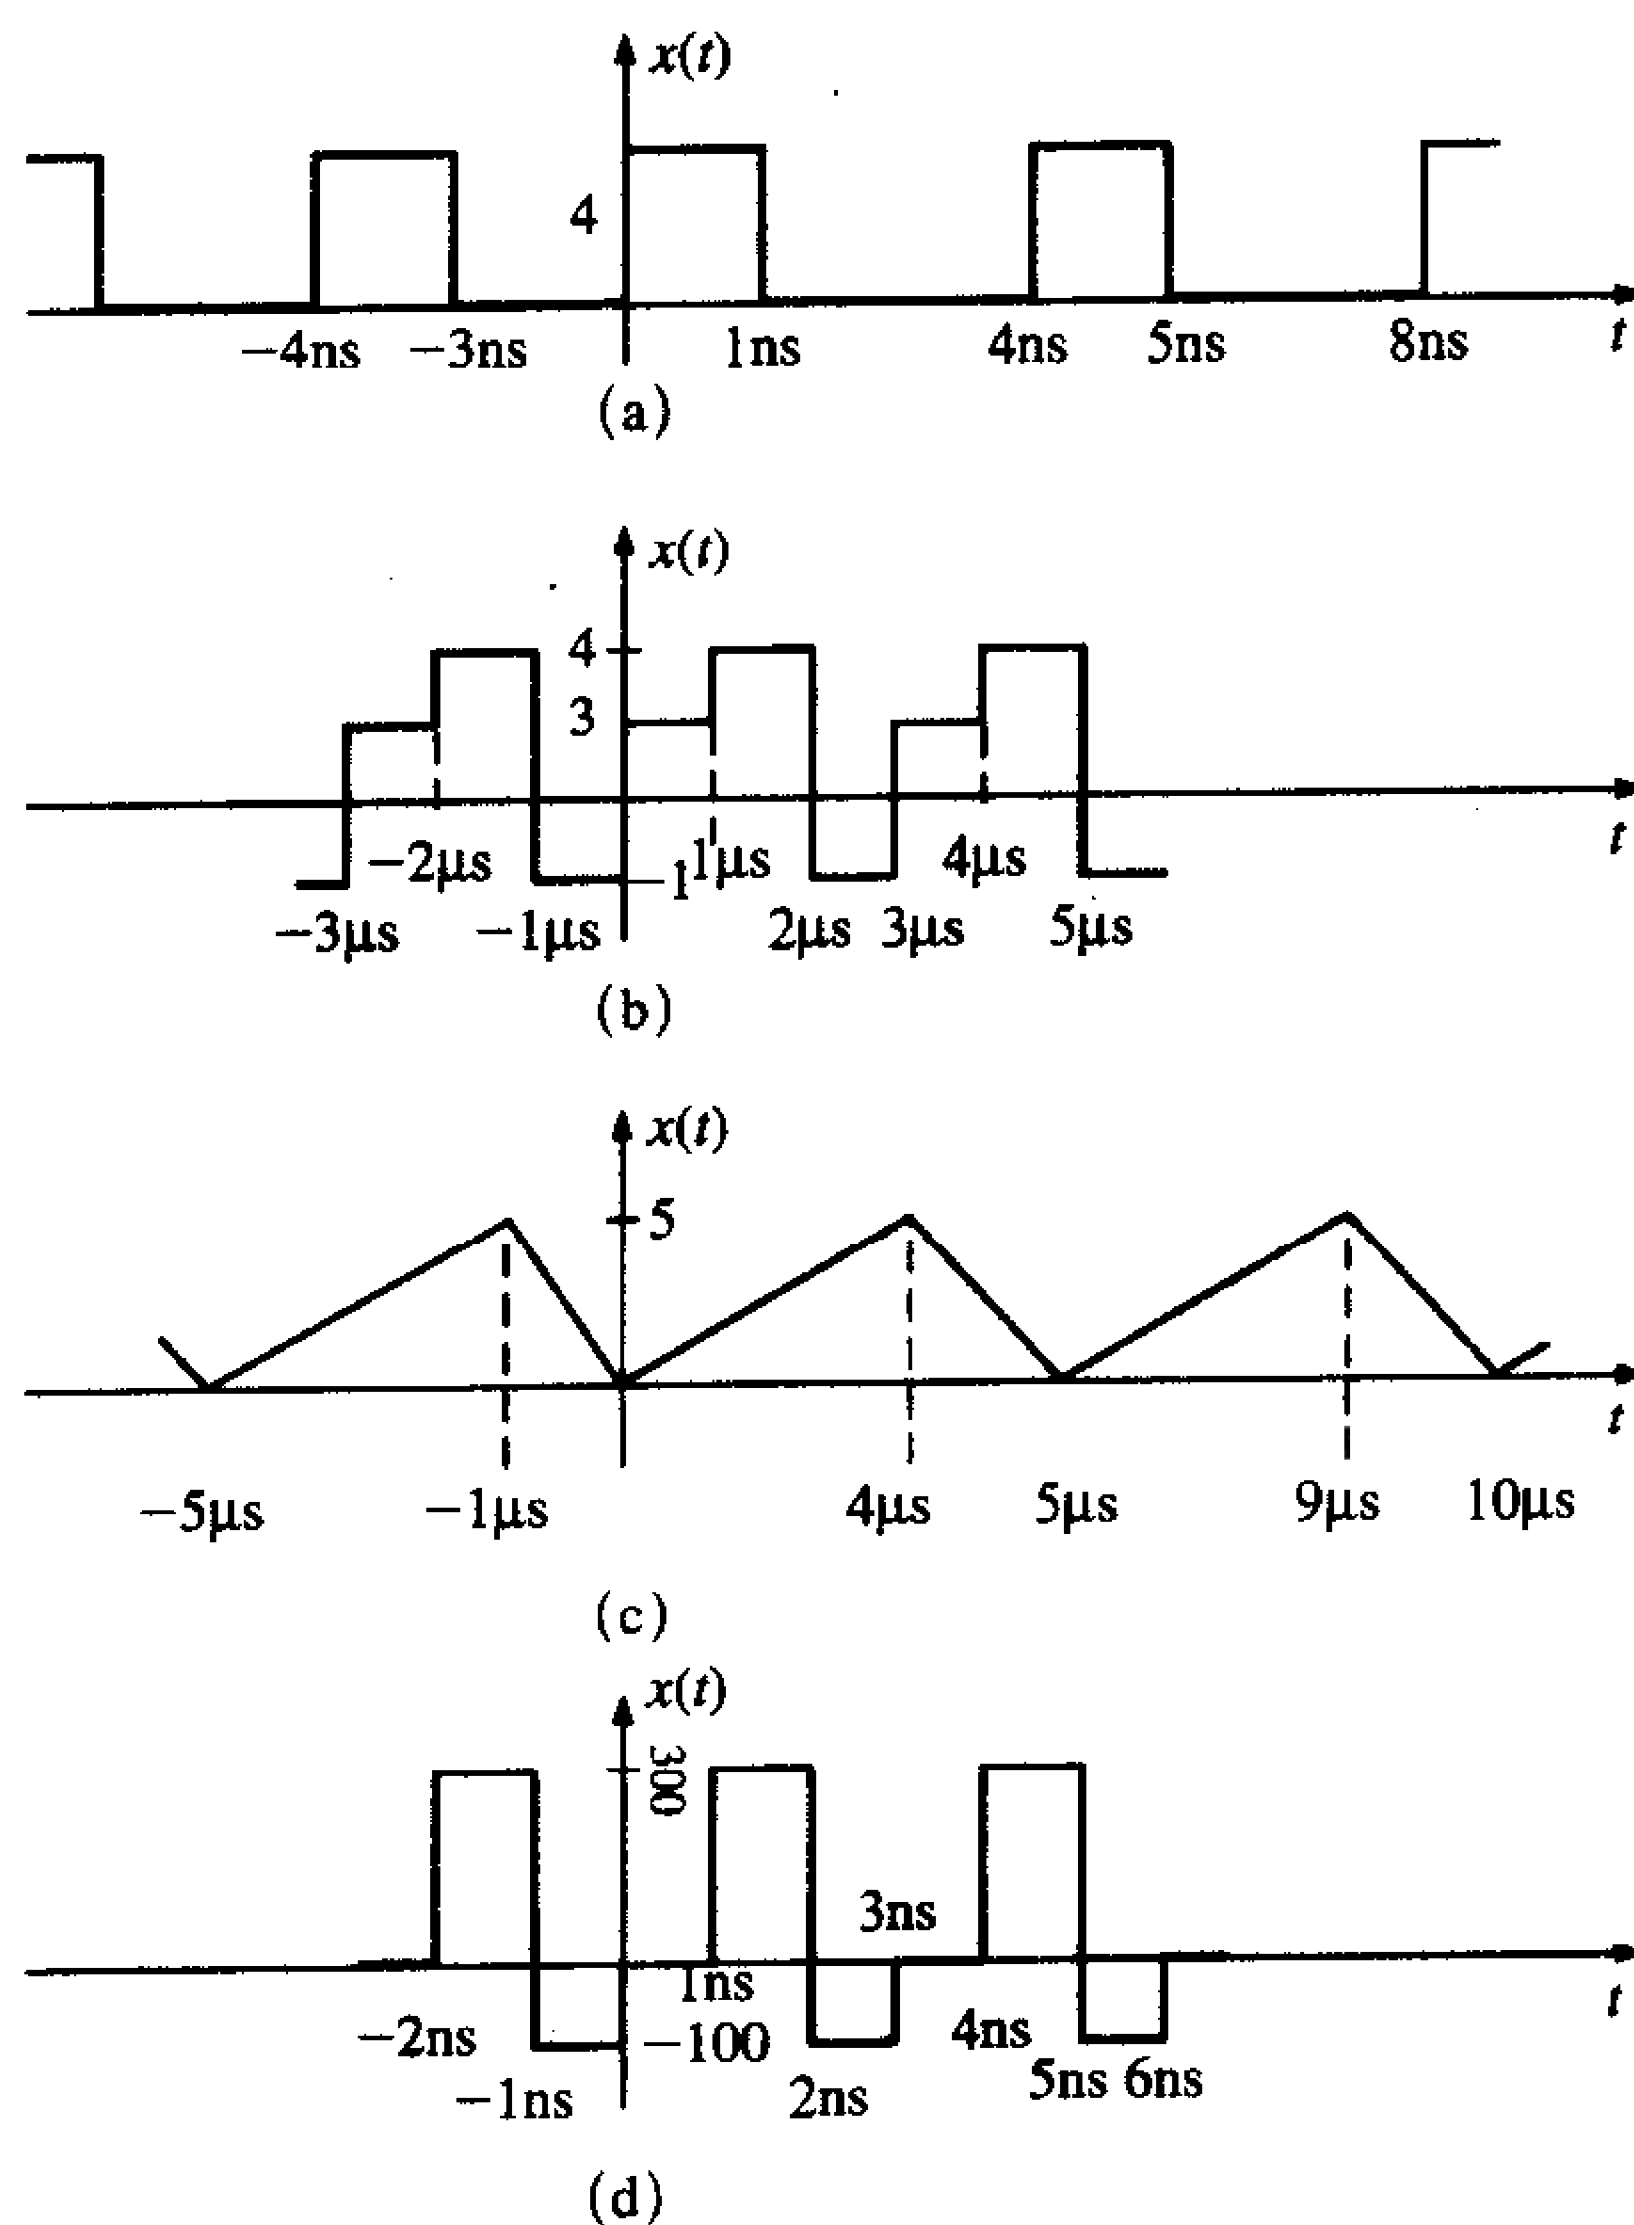 x(t)
4
−4ns −3ns 1ns 4ns 5ns 8ns t
(a)
x(t)
4
3
−2μs −1 1μs 4μs t
−3μs −1μs 2μs 3μs 5μs
(b)
x(t)
5
t
−5μs −1μs 4μs 5μs 9μs 10μs
(c)
x(t)
300
3ns
1ns t
−2ns −100 4ns
−1ns 2ns 5ns 6ns
(d)